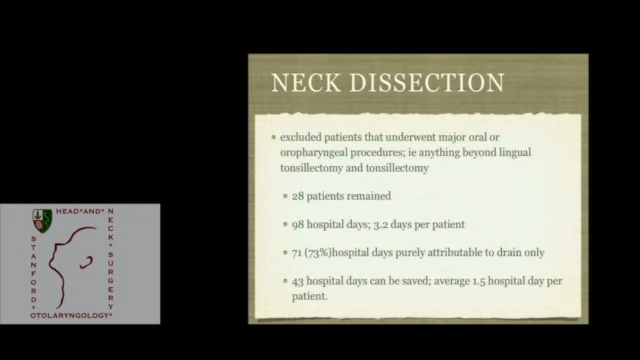 NECK DISSECTION
excluded patients that underwent major oral or
oropharyngeal procedures; ie anything beyond lingual
tonsillectomy and tonsillectomy
28 patients remained
98 hospital days; 3.2 days per patient
71 (73%)hospital days purely attributable to drain only
43 hospital days can be saved; average 1.5 hospital day per
patient.
HEAD*AND*
NECK*SURGERY
STANFORD*
OTOLARYNGOLOGY*